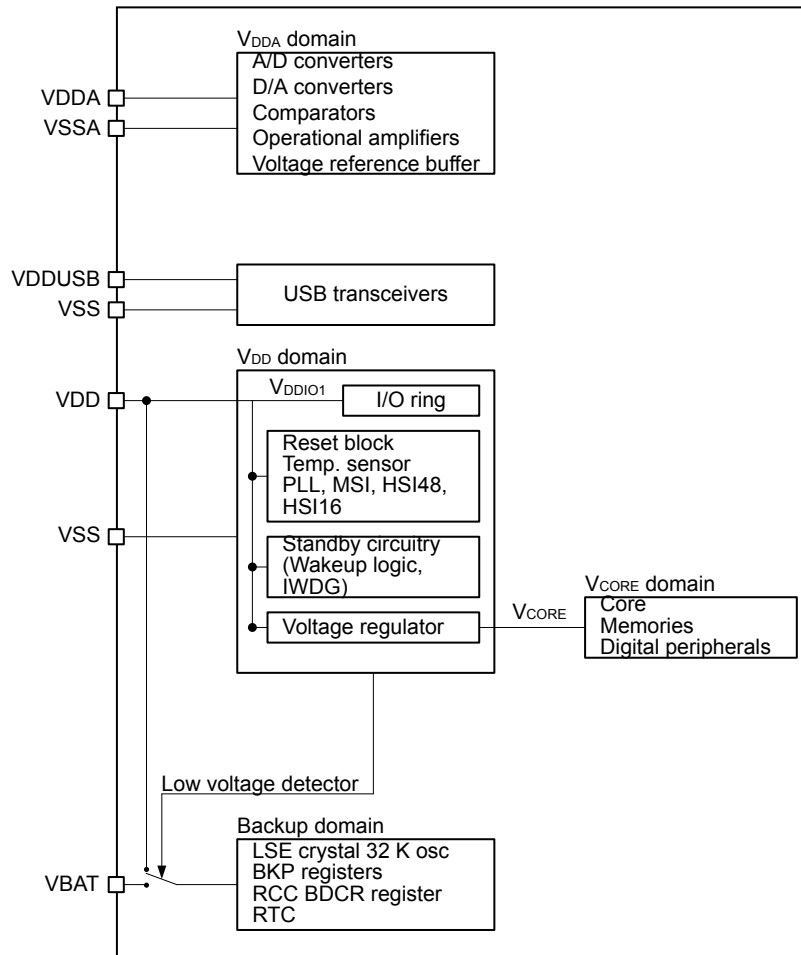 VDDA domain
A/D converters
D/A converters
Comparators
Operational amplifiers
Voltage reference buffer
VDDA
VSSA
VDDUSB
VSS
USB transceivers
VDD domain
VDD
VDDIO1
I/O ring
Reset block
Temp. sensor
PLL, MSI, HSI48,
HSI16
VSS
Standby circuitry
(Wakeup logic,
IWDG)
Voltage regulator
VCORE
VCORE domain
Core
Memories
Digital peripherals
Low voltage detector
Backup domain
LSE crystal 32 K osc
BKP registers
RCC BDCR register
RTC
VBAT